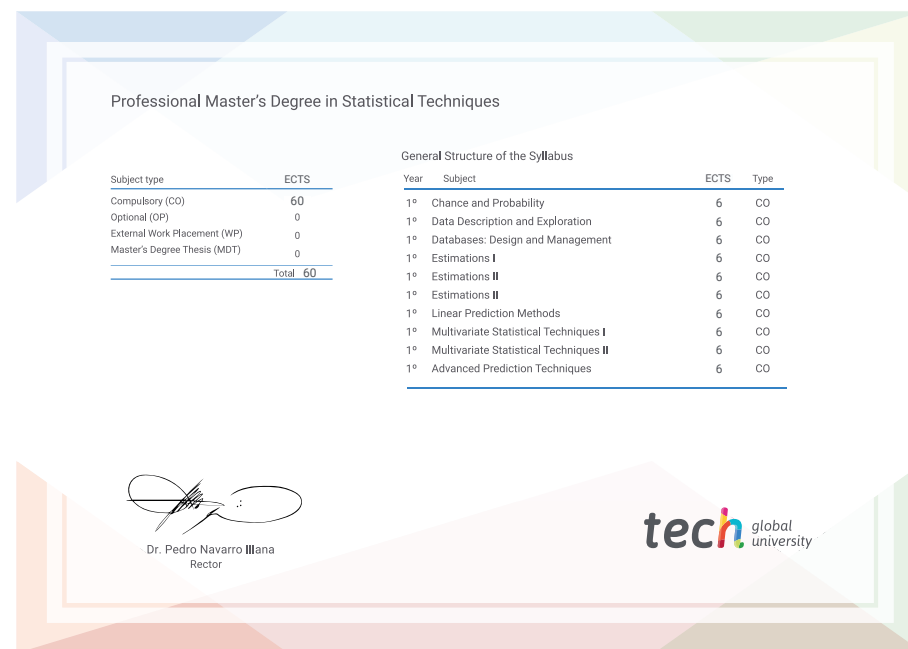 Professional Master's Degree in Statistical Techniques
Subject type ECTS
Compulsory (CO) 60
Optional (OP) 0
External Work Placement (WP) 0
Master's Degree Thesis (MDT) 0
Total 60
General Structure of the Syllabus
Year Subject ECTS Type
1º Chance and Probability 6 CO
1º Data Description and Exploration 6 CO
1º Databases: Design and Management 6 CO
1º Estimations I 6 CO
1º Estimations II 6 CO
1º Estimations II 6 CO
1º Linear Prediction Methods 6 CO
1º Multivariate Statistical Techniques I 6 CO
1º Multivariate Statistical Techniques II 6 CO
1º Advanced Prediction Techniques 6 CO
Dr. Pedro Navarro Illana
Rector
tech global
university